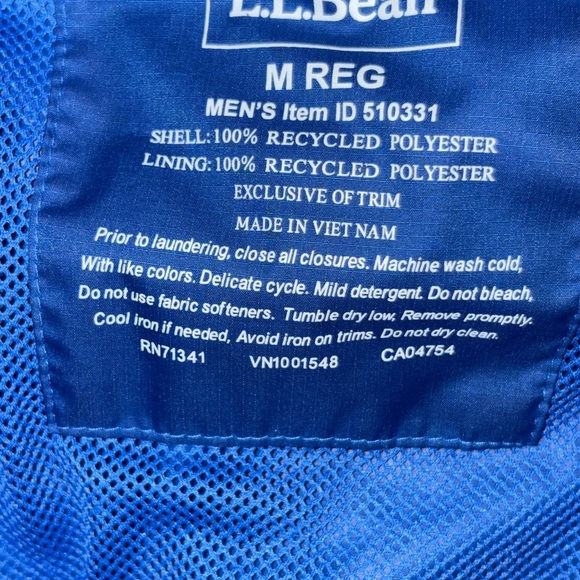 L.L.Bean
M REG
MEN'S Item ID 510331
SHELL: 100% RECYCLED POLYESTER
LINING: 100% RECYCLED POLYESTER
EXCLUSIVE OF TRIM
MADE IN VIETNAM
Prior to laundering, close all closures. Machine wash cold,
With like colors. Delicate cycle. Mild detergent. Do not bleach,
Do not use fabric softeners. Tumble dry low, Remove promptly.
Cool iron if needed, Avoid iron on trims. Do not dry clean.
RN71341 VN1001548 CA04754